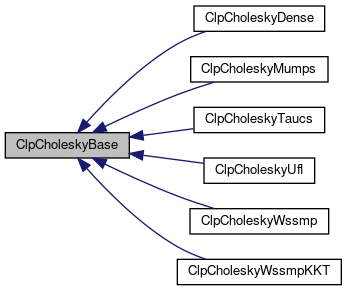 ClpCholeskyDense
ClpCholeskyMumps
ClpCholeskyTaucs
ClpCholeskyBase
ClpCholeskyUfl
ClpCholeskyWssmp
ClpCholeskyWssmpKKT